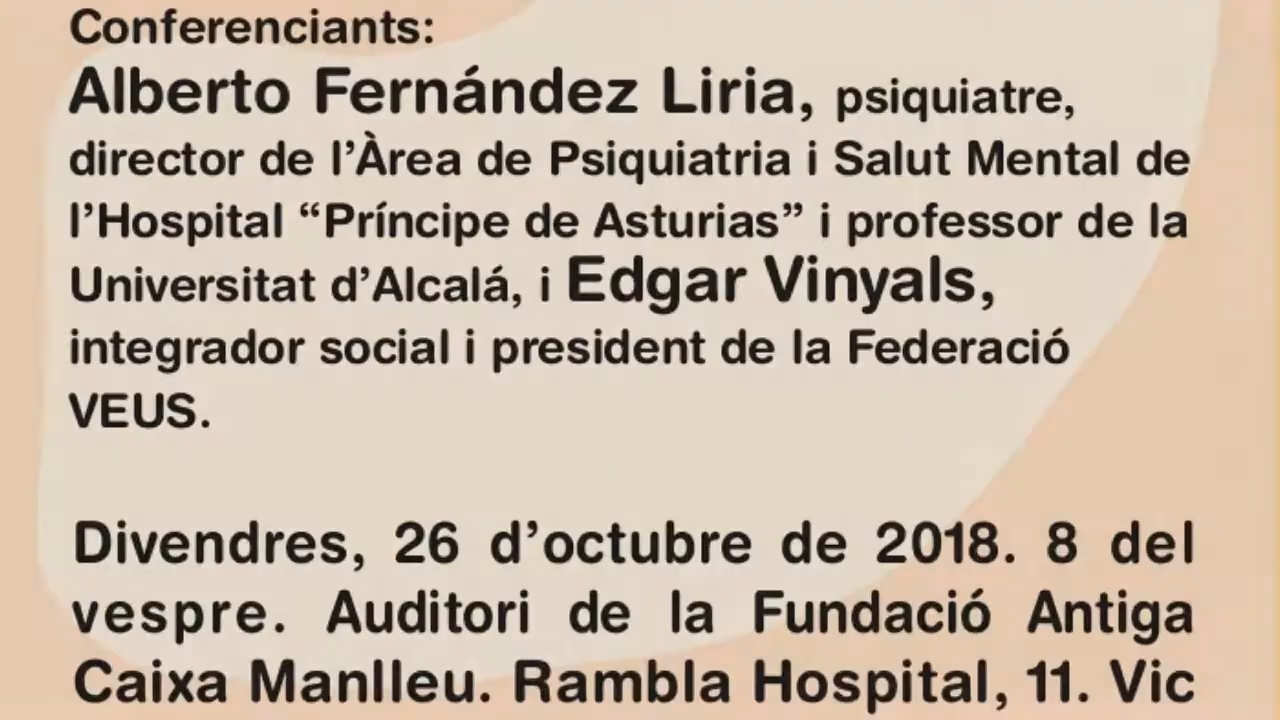 Conferenciants:
Alberto Fernández Liria, psiquiatre,
director de l’Àrea de Psiquiatria i Salut Mental de
l’Hospital “Príncipe de Asturias” i professor de la
Universitat d’Alcalá, i Edgar Vinyals,
integrador social i president de la Federació
VEUS.
Divendres, 26 d’octubre de 2018. 8 del
vespre. Auditori de la Fundació Antiga
Caixa Manlleu. Rambla Hospital, 11. Vic